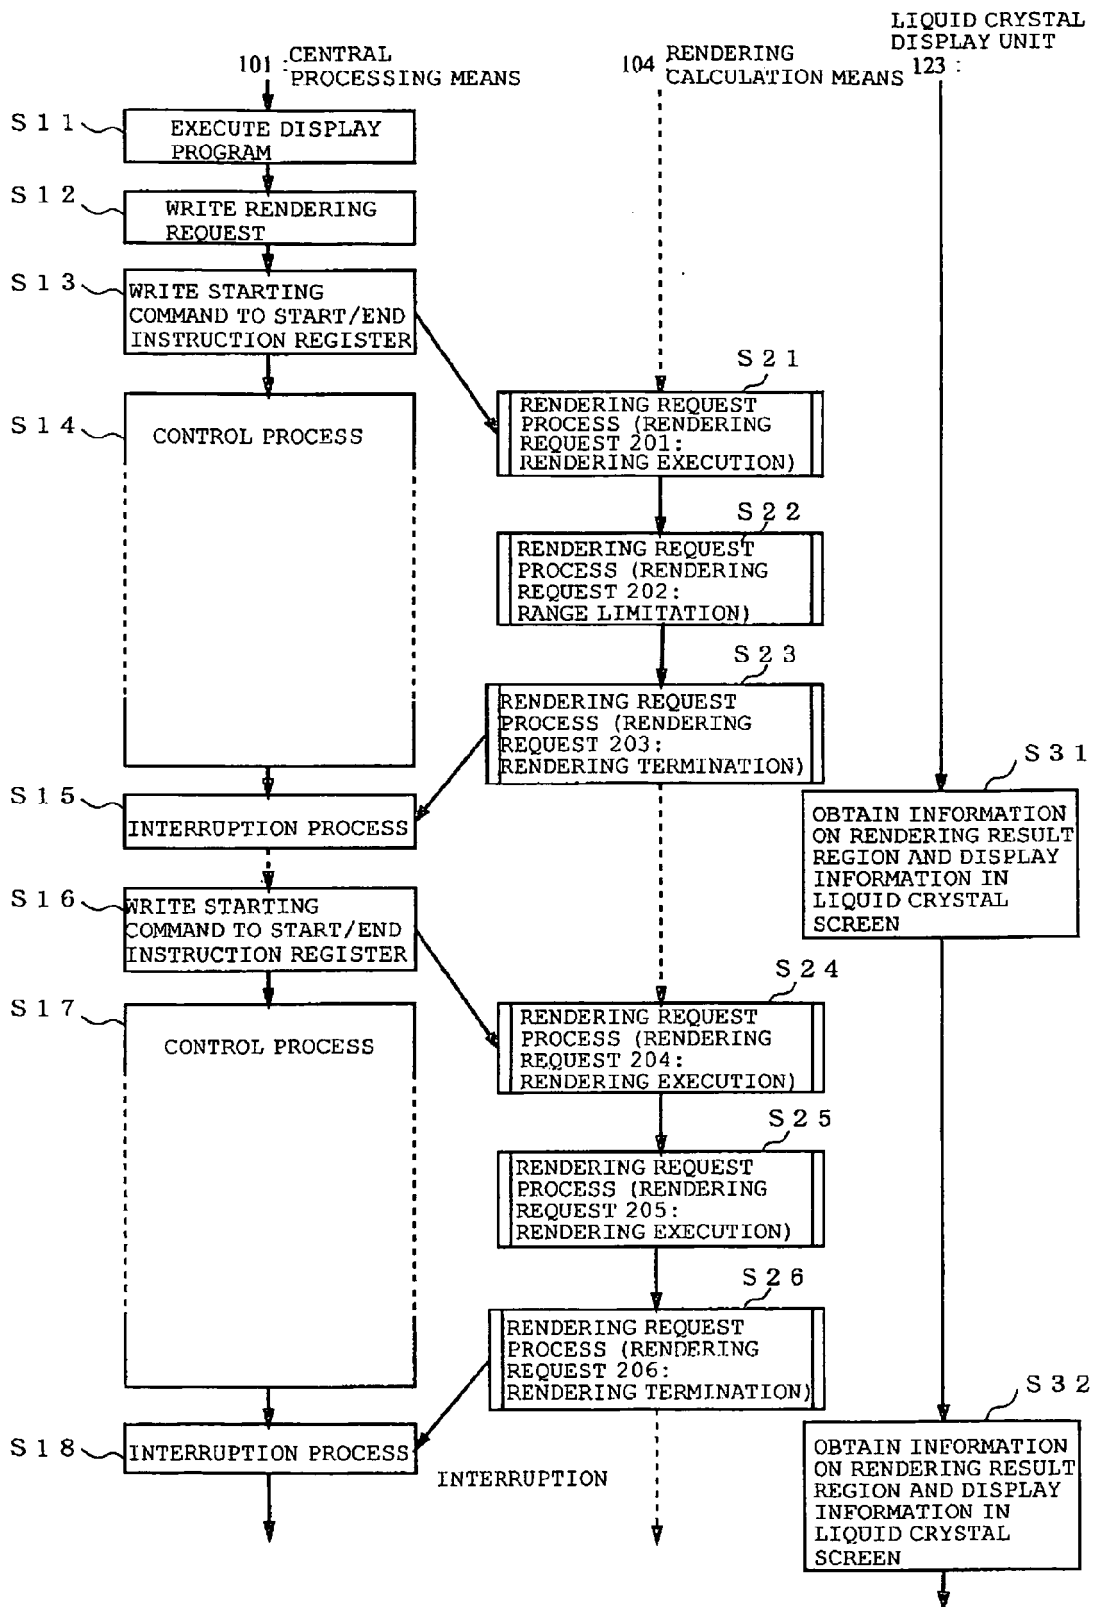 LIQUID CRYSTAL
DISPLAY UNIT
123 :
101 :
CENTRAL
PROCESSING MEANS
104
RENDERING
CALCULATION MEANS
S11
EXECUTE DISPLAY
PROGRAM
S12
WRITE RENDERING
REQUEST
S13
WRITE STARTING
COMMAND TO START/END
INSTRUCTION REGISTER
S14
CONTROL PROCESS
S21
RENDERING REQUEST
PROCESS (RENDERING
REQUEST 201:
RENDERING EXECUTION)
S22
RENDERING REQUEST
PROCESS (RENDERING
REQUEST 202:
RANGE LIMITATION)
S23
RENDERING REQUEST
PROCESS (RENDERING
REQUEST 203:
RENDERING TERMINATION)
S15
INTERRUPTION PROCESS
S31
OBTAIN INFORMATION
ON RENDERING RESULT
REGION AND DISPLAY
INFORMATION IN
LIQUID CRYSTAL
SCREEN
S16
WRITE STARTING
COMMAND TO START/END
INSTRUCTION REGISTER
S17
CONTROL PROCESS
S24
RENDERING REQUEST
PROCESS (RENDERING
REQUEST 204:
RENDERING EXECUTION)
S25
RENDERING REQUEST
PROCESS (RENDERING
REQUEST 205:
RENDERING EXECUTION)
S26
RENDERING REQUEST
PROCESS (RENDERING
REQUEST 206:
RENDERING TERMINATION)
S18
INTERRUPTION PROCESS
INTERRUPTION
S32
OBTAIN INFORMATION
ON RENDERING RESULT
REGION AND DISPLAY
INFORMATION IN
LIQUID CRYSTAL
SCREEN